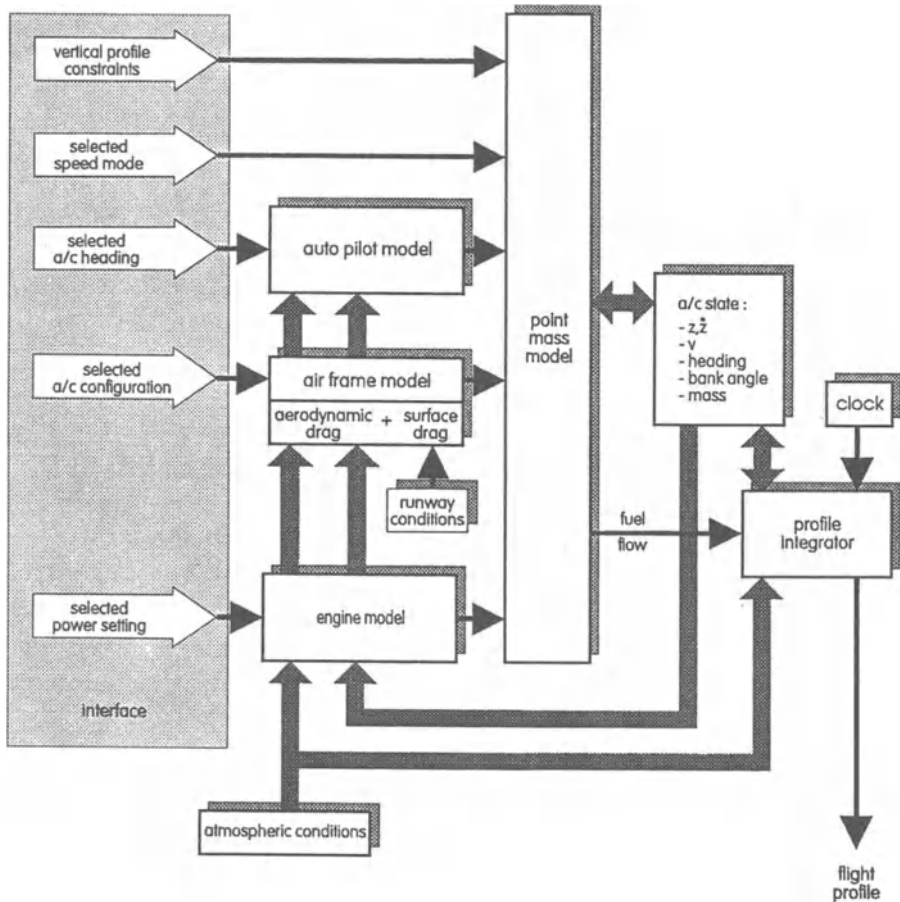 vertical profile
constraints
selected
speed mode
selected
a/c heading
auto pilot model
selected
a/c configuration
air frame model
aerodynamic
drag
+
surface
drag
runway
conditions
selected
power setting
engine model
interface
atmospheric conditions
point
mass
model
a/c state :
- z,ż
- v
- heading
- bank angle
- mass
clock
fuel
flow
profile
integrator
flight
profile